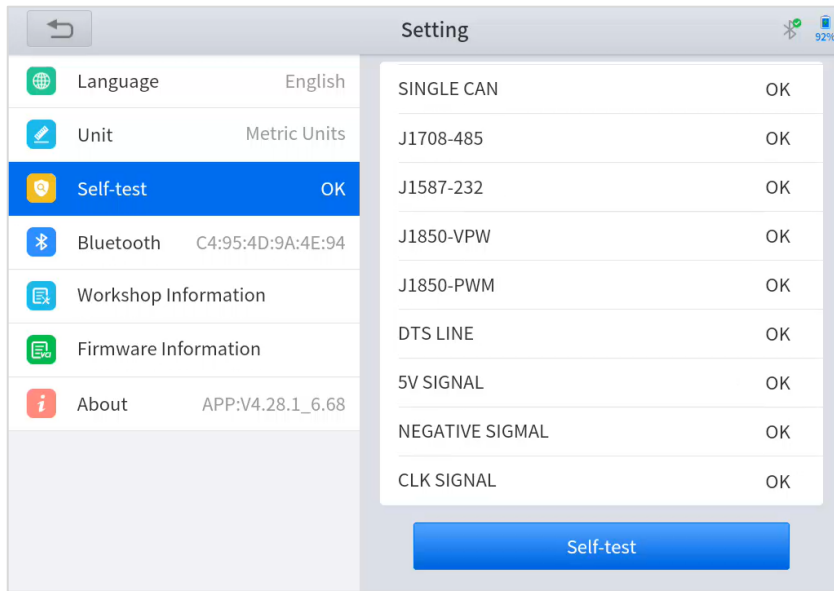 Setting
92%
Language English
Unit Metric Units
Self-test OK
Bluetooth C4:95:4D:9A:4E:94
Workshop Information
Firmware Information
About APP:V4.28.1_6.68
SINGLE CAN OK
J1708-485 OK
J1587-232 OK
J1850-VPW OK
J1850-PWM OK
DTS LINE OK
5V SIGNAL OK
NEGATIVE SIGMAL OK
CLK SIGNAL OK
Self-test